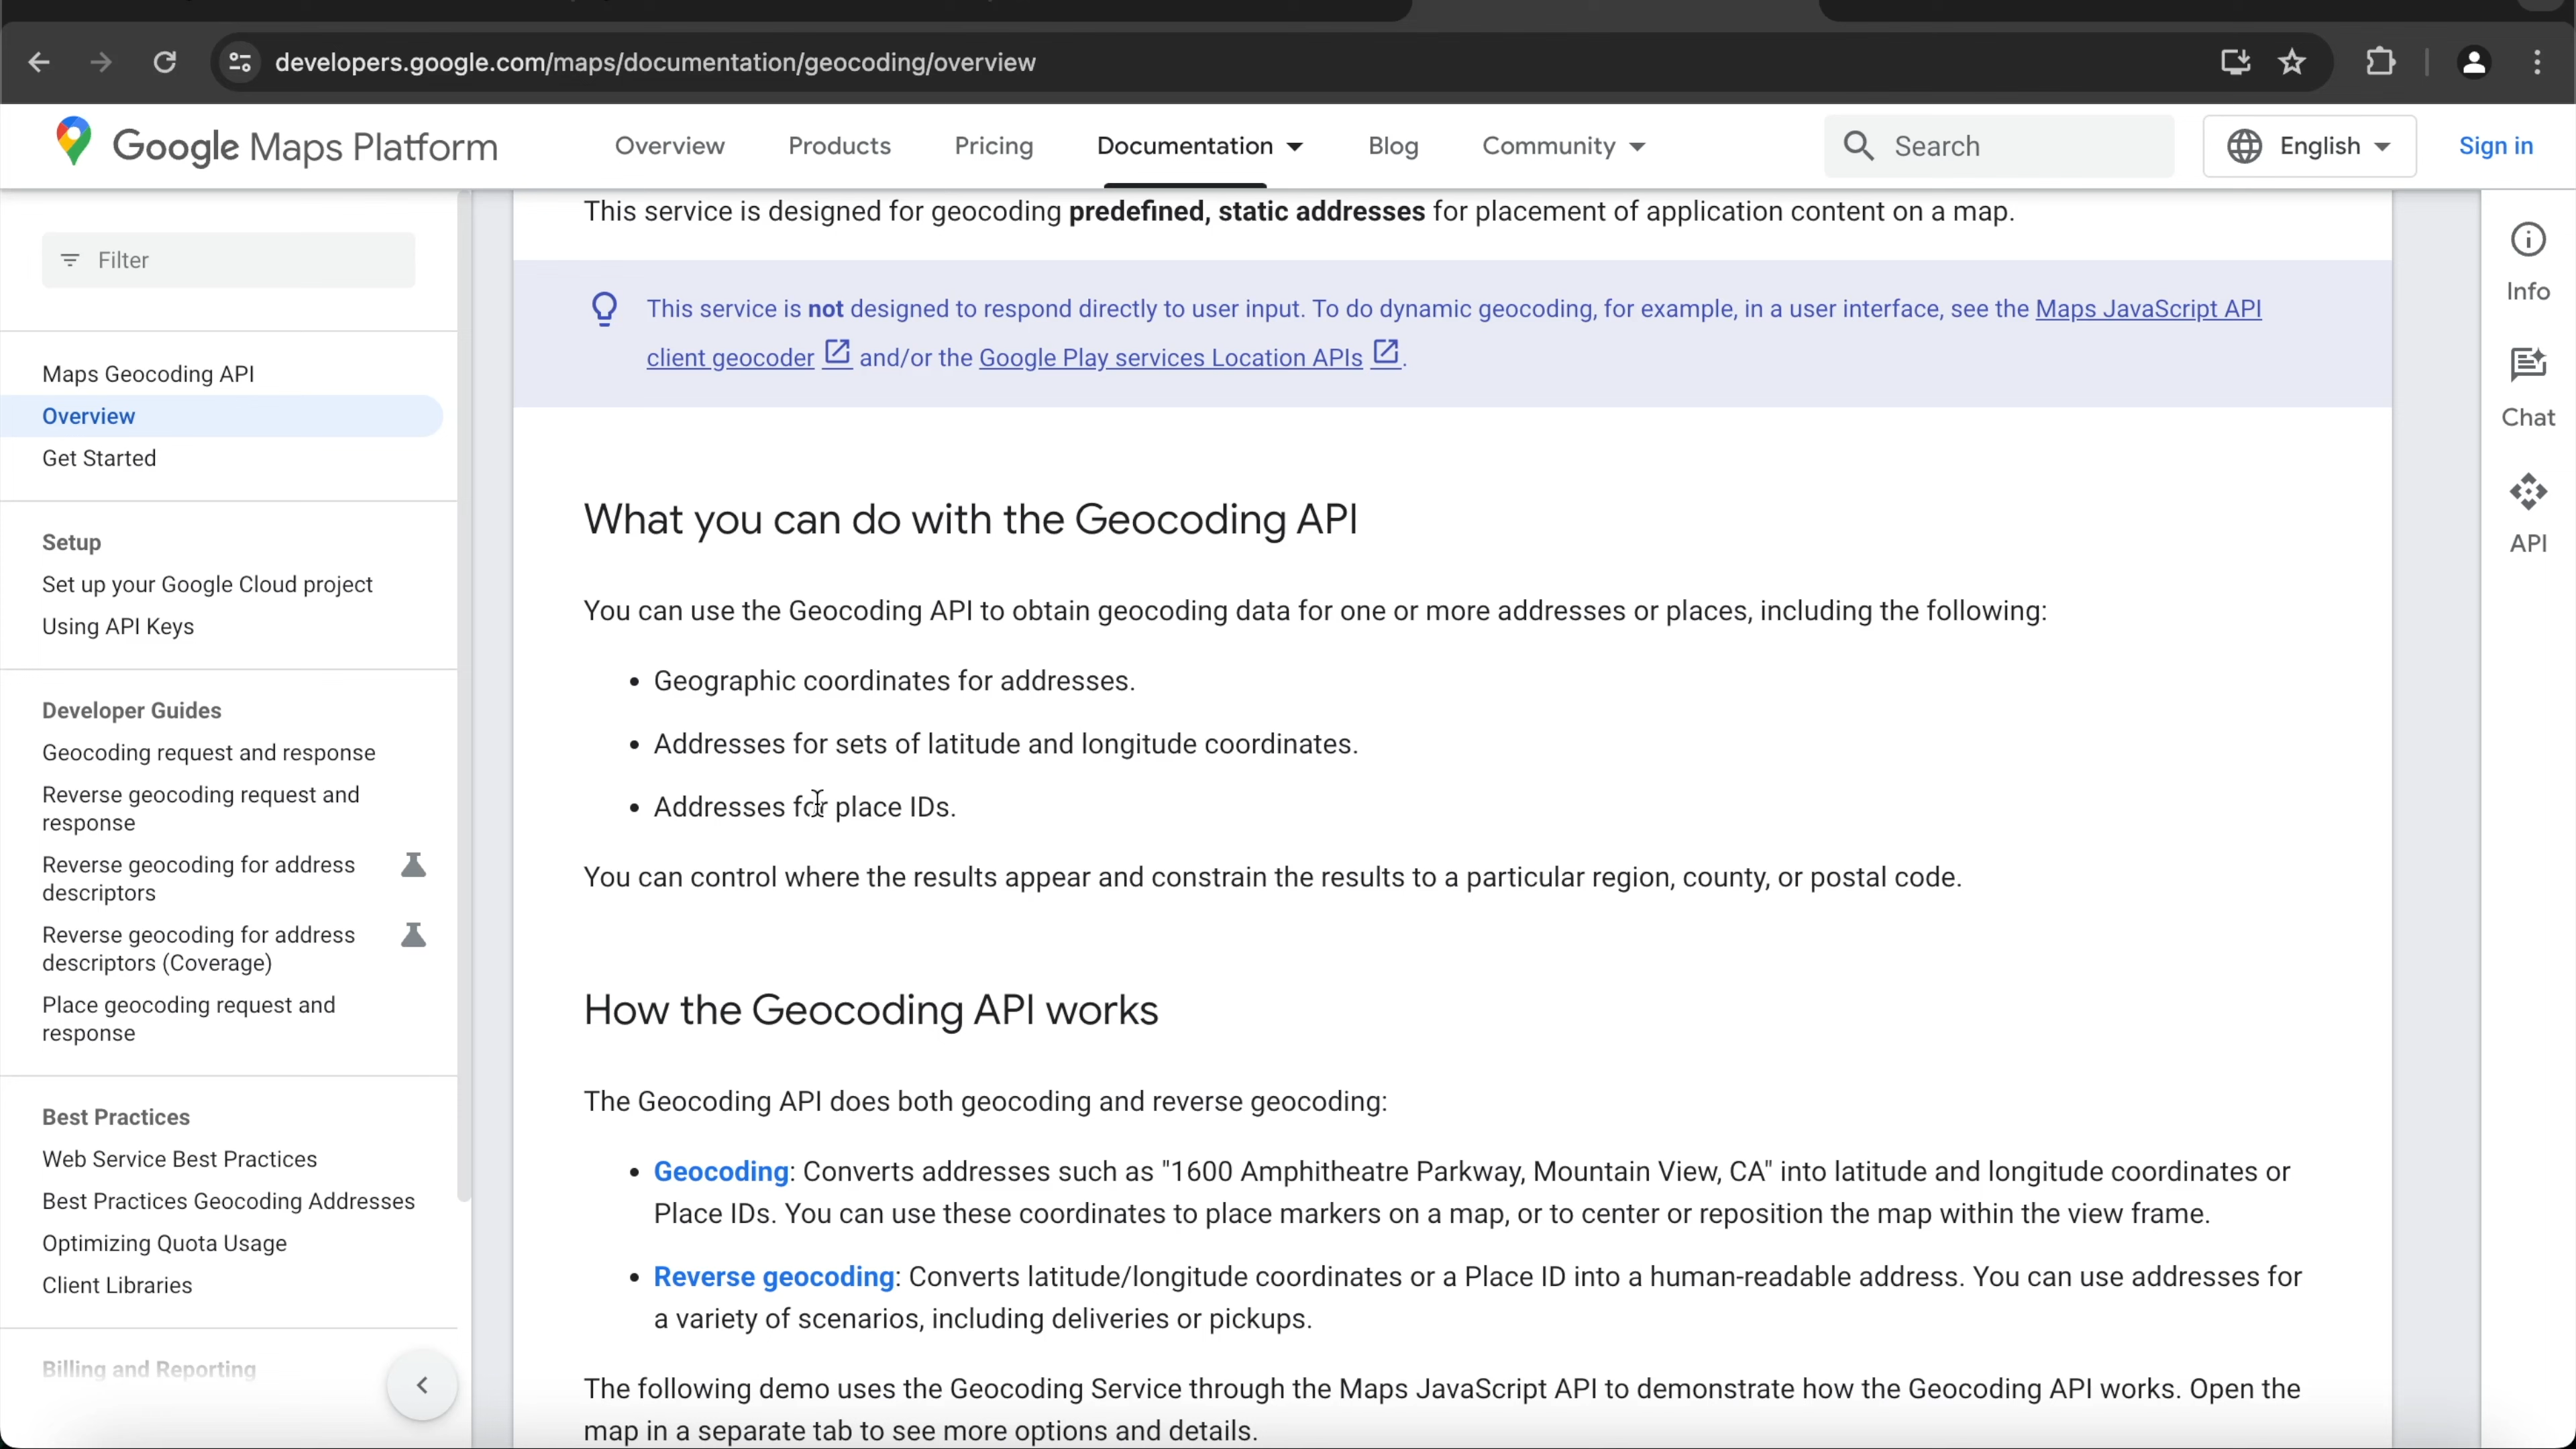 developers.google.com/maps/documentation/geocoding/overview
Google Maps Platform
Overview
Products
Pricing
Documentation
Blog
Community
Search
English
Sign in
Filter
Maps Geocoding API
Overview
Get Started
Setup
Set up your Google Cloud project
Using API Keys
Developer Guides
Geocoding request and response
Reverse geocoding request and
response
Reverse geocoding for address
descriptors
Reverse geocoding for address
descriptors (Coverage)
Place geocoding request and
response
Best Practices
Web Service Best Practices
Best Practices Geocoding Addresses
Optimizing Quota Usage
Client Libraries
Billing and Reporting
This service is designed for geocoding predefined, static addresses for placement of application content on a map.
This service is not designed to respond directly to user input. To do dynamic geocoding, for example, in a user interface, see the Maps JavaScript API
client geocoder and/or the Google Play services Location APIs .
What you can do with the Geocoding API
You can use the Geocoding API to obtain geocoding data for one or more addresses or places, including the following:
• Geographic coordinates for addresses.
• Addresses for sets of latitude and longitude coordinates.
• Addresses for place IDs.
You can control where the results appear and constrain the results to a particular region, county, or postal code.
How the Geocoding API works
The Geocoding API does both geocoding and reverse geocoding:
• Geocoding: Converts addresses such as "1600 Amphitheatre Parkway, Mountain View, CA" into latitude and longitude coordinates or
Place IDs. You can use these coordinates to place markers on a map, or to center or reposition the map within the view frame.
• Reverse geocoding: Converts latitude/longitude coordinates or a Place ID into a human-readable address. You can use addresses for
a variety of scenarios, including deliveries or pickups.
The following demo uses the Geocoding Service through the Maps JavaScript API to demonstrate how the Geocoding API works. Open the
map in a separate tab to see more options and details.
Info
Chat
API